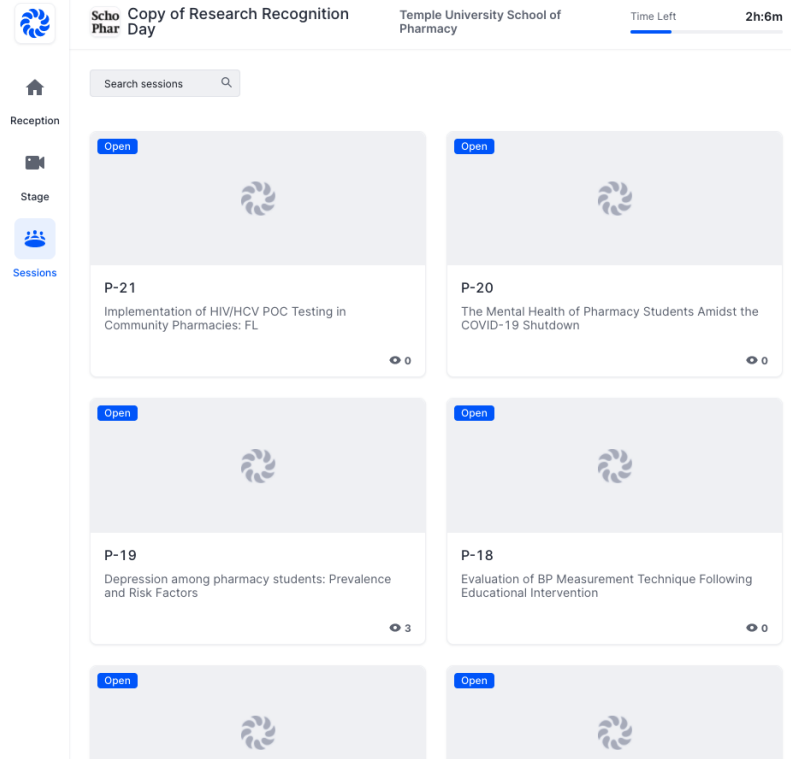 Scho
Phar
Copy of Research Recognition
Day
Temple University School of
Pharmacy
Time Left
2h:6m
Search sessions
Reception
Stage
Sessions
Open
P-21
Implementation of HIV/HCV POC Testing in
Community Pharmacies: FL
0
Open
P-20
The Mental Health of Pharmacy Students Amidst the
COVID-19 Shutdown
0
Open
P-19
Depression among pharmacy students: Prevalence
and Risk Factors
3
Open
P-18
Evaluation of BP Measurement Technique Following
Educational Intervention
0
Open
Open